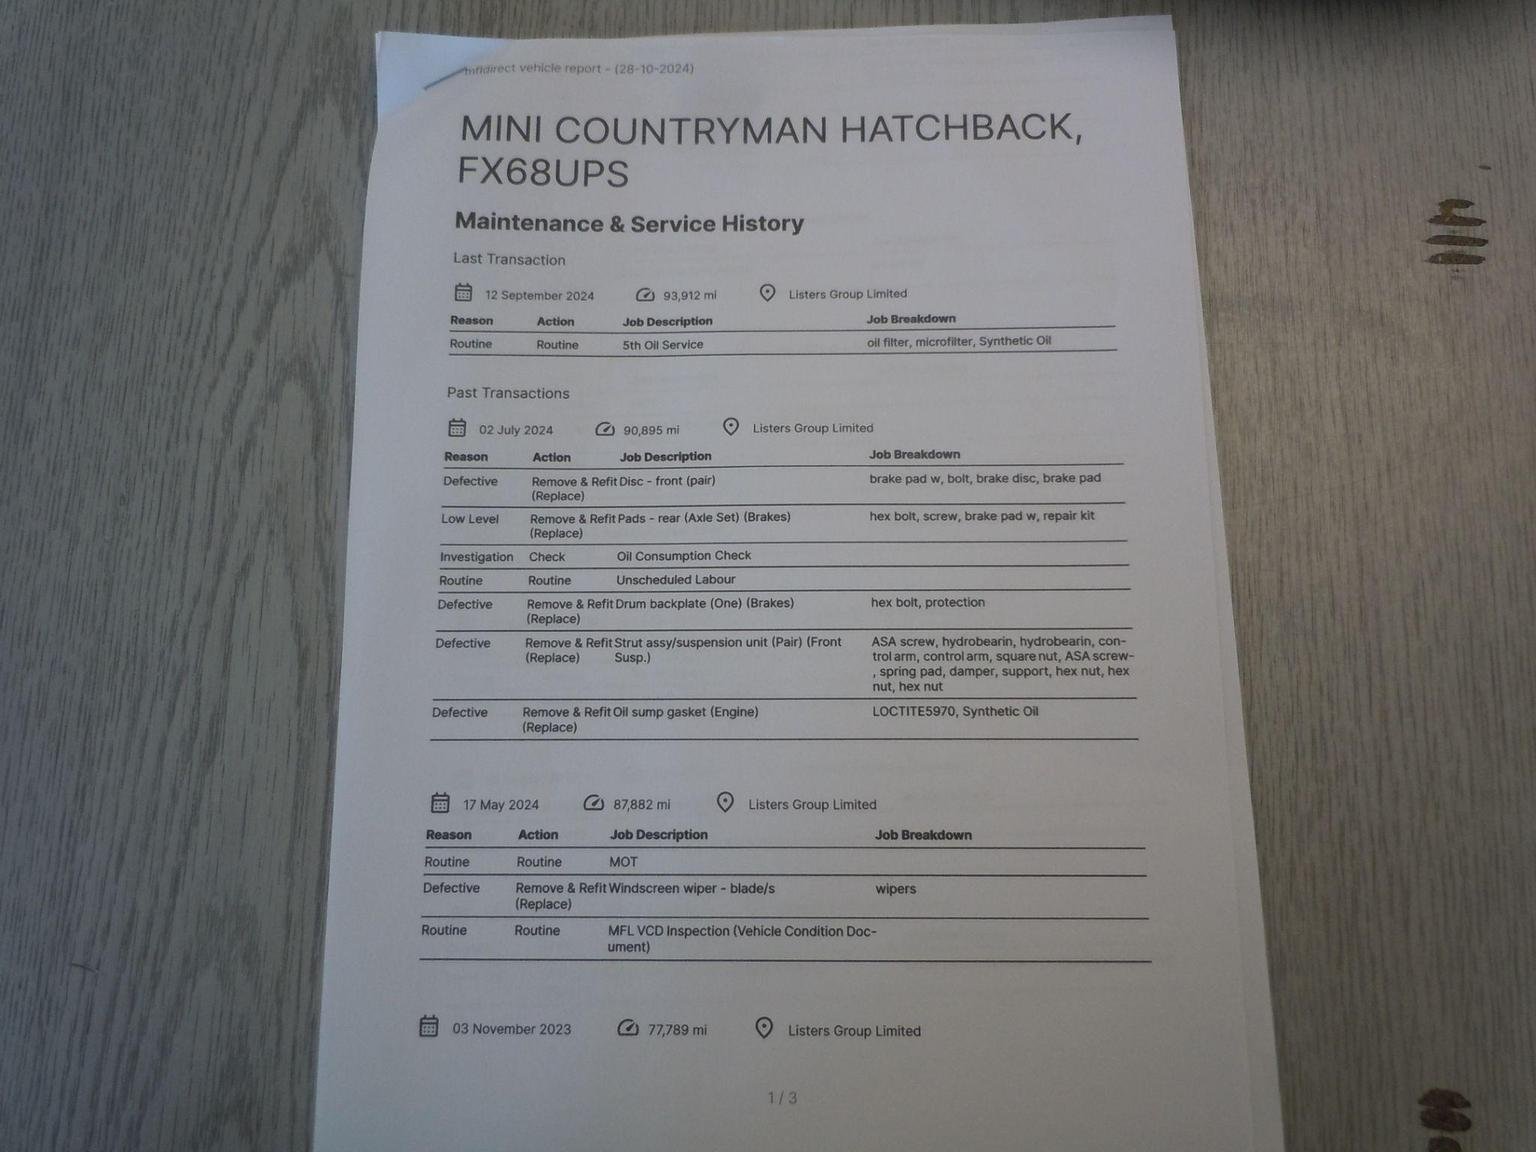 mfldirect vehicle report - (28-10-2024)
MINI COUNTRYMAN HATCHBACK,
FX68UPS
Maintenance & Service History
Last Transaction
12 September 2024 93,912 mi Listers Group Limited
Reason Action Job Description Job Breakdown
Routine Routine 5th Oil Service oil filter, microfilter, Synthetic Oil
Past Transactions
02 July 2024 90,895 mi Listers Group Limited
Reason Action Job Description Job Breakdown
Defective Remove & Refit Disc - front (pair) brake pad w, bolt, brake disc, brake pad
(Replace)
Low Level Remove & Refit Pads - rear (Axle Set) (Brakes) hex bolt, screw, brake pad w, repair kit
(Replace)
Investigation Check Oil Consumption Check
Routine Routine Unscheduled Labour
Defective Remove & Refit Drum backplate (One) (Brakes) hex bolt, protection
(Replace)
Defective Remove & Refit Strut assy/suspension unit (Pair) (Front ASA screw, hydrobearin, hydrobearin, con-
(Replace) Susp.) trol arm, control arm, square nut, ASA screw-
, spring pad, damper, support, hex nut, hex
nut, hex nut
Defective Remove & Refit Oil sump gasket (Engine) LOCTITE5970, Synthetic Oil
(Replace)
17 May 2024 87,882 mi Listers Group Limited
Reason Action Job Description Job Breakdown
Routine Routine MOT
Defective Remove & Refit Windscreen wiper - blade/s wipers
(Replace)
Routine Routine MFL VCD Inspection (Vehicle Condition Doc-
ument)
03 November 2023 77,789 mi Listers Group Limited
1 / 3